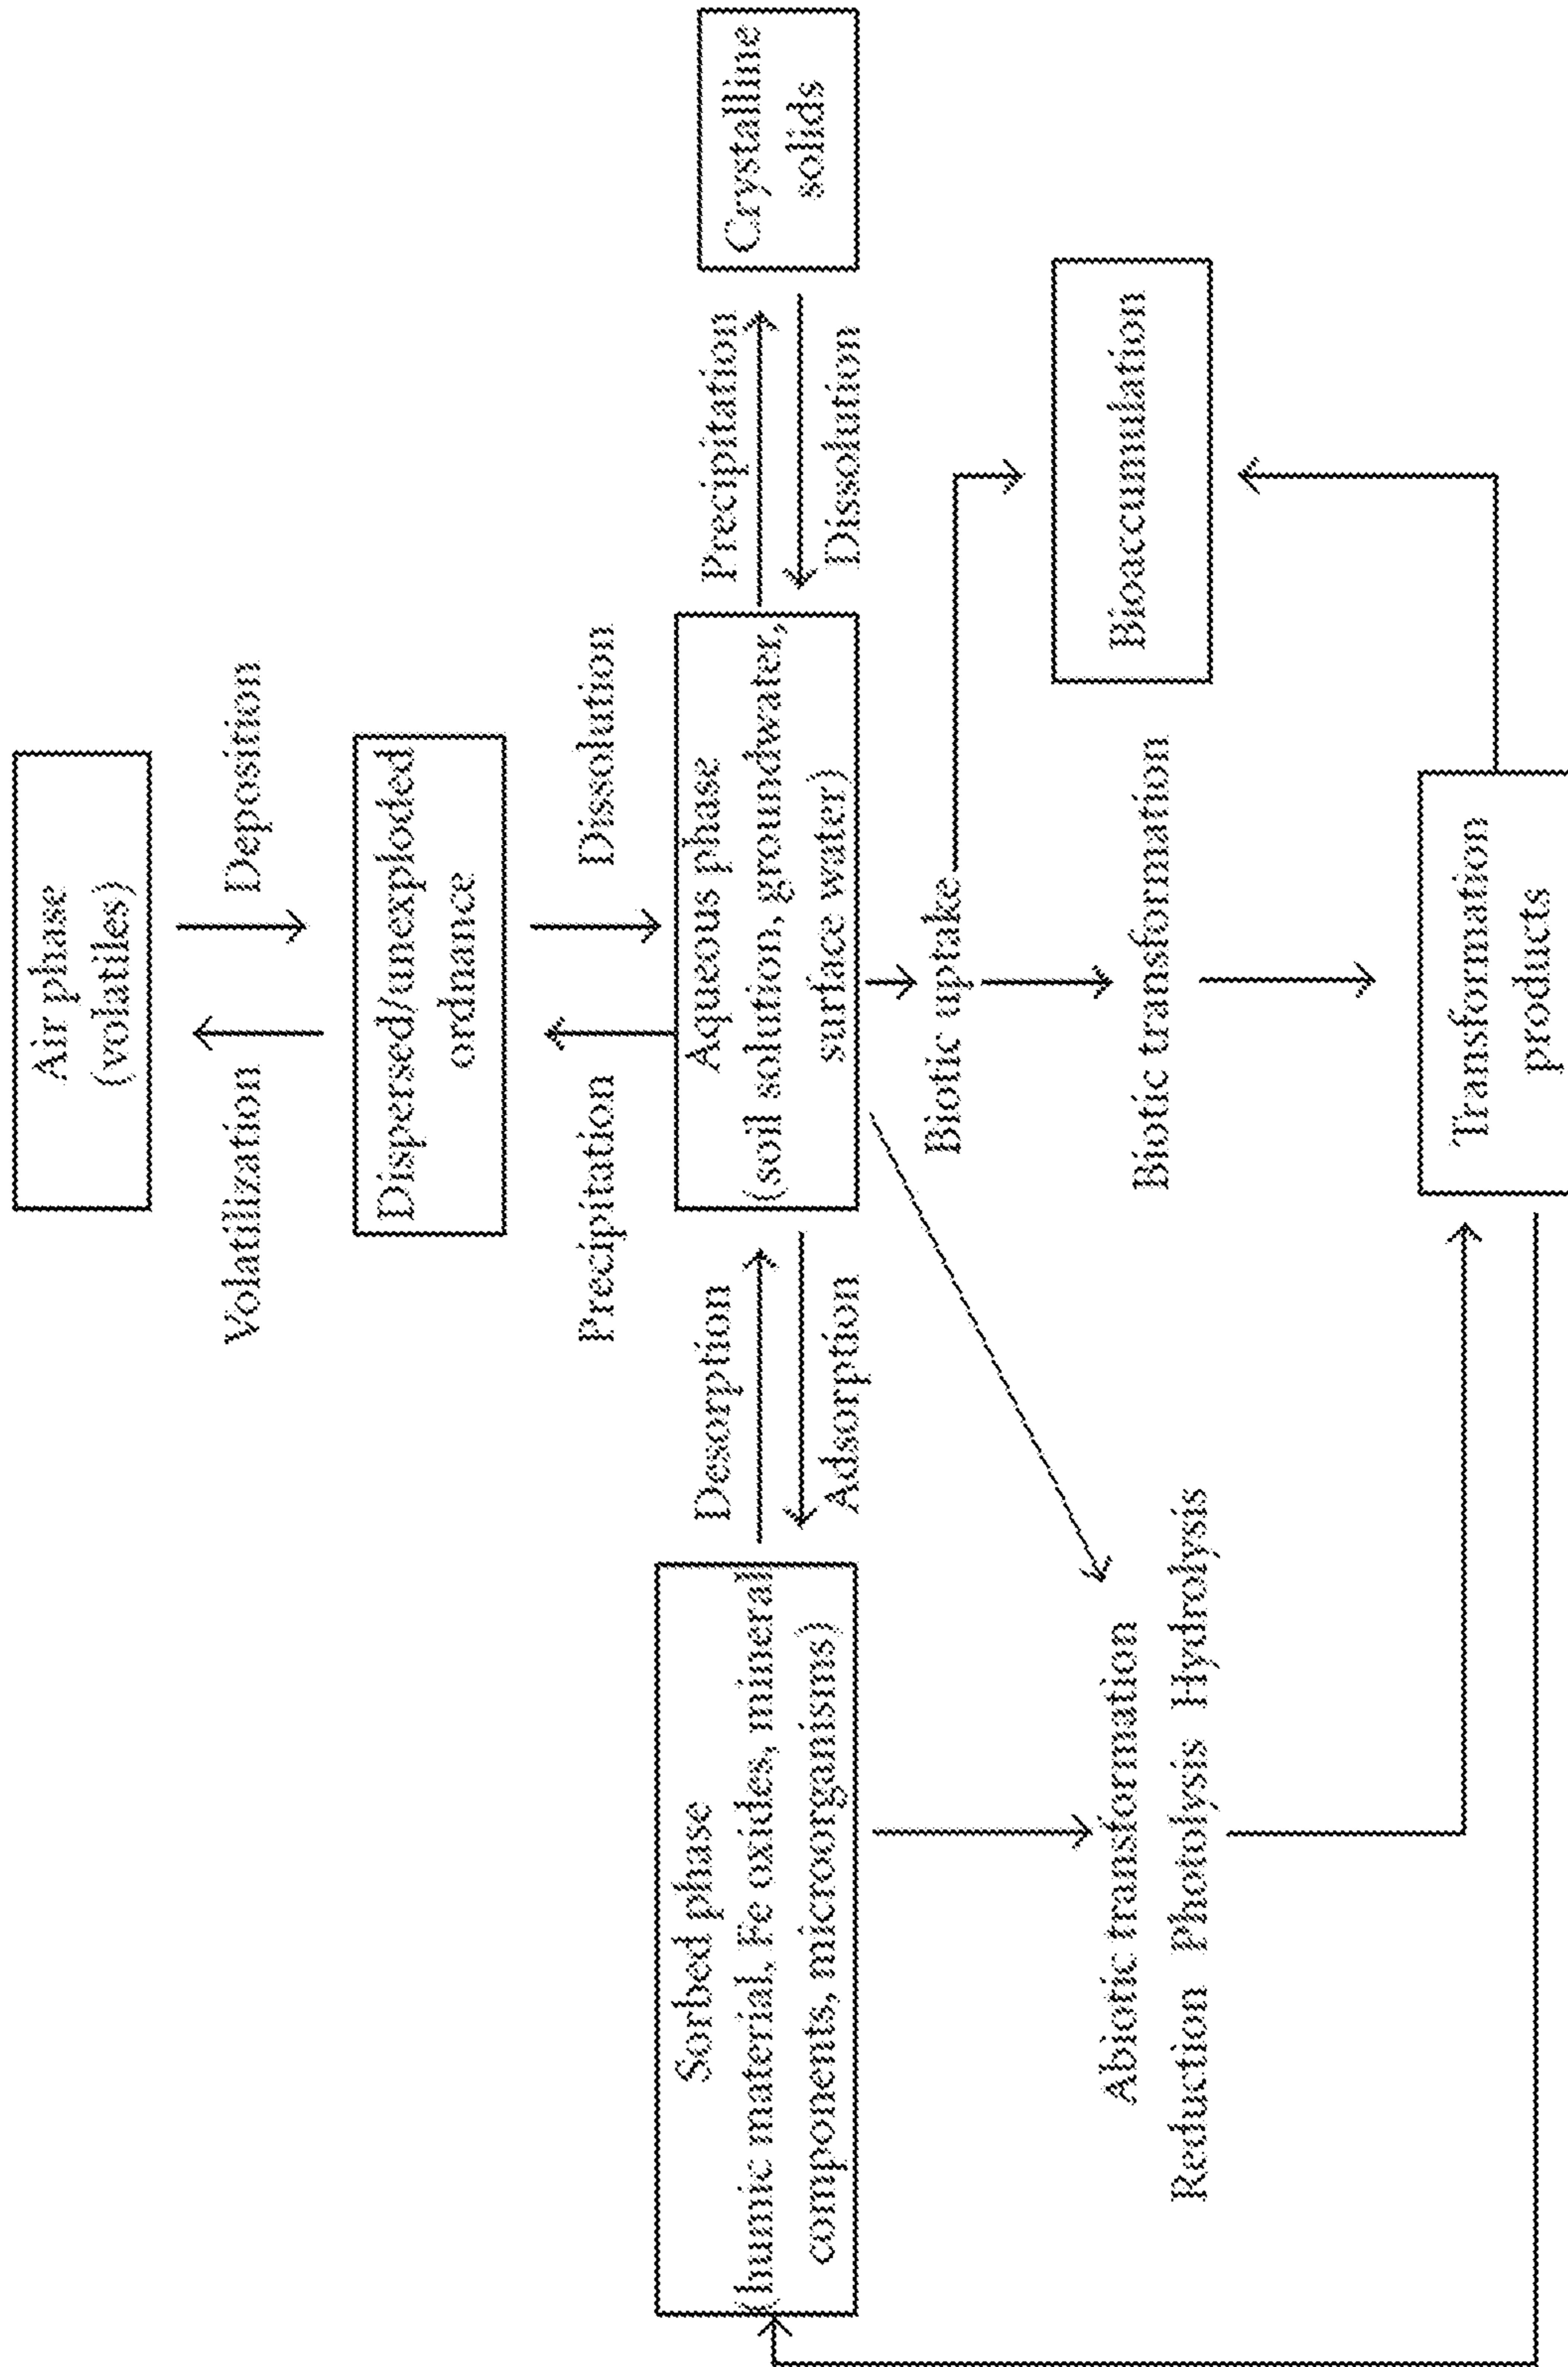 Air phase
(volatiles)
Volatilization
Deposition
Dispersed/unexploded
ordnance
Precipitation
Dissolution
Sorbed phase
(humic material, Fe oxides, mineral
components, microorganisms)
Desorption
Adsorption
Aqueous phase
(soil solution, groundwater,
surface water)
Precipitation
Dissolution
Crystalline
solids
Biotic uptake
Abiotic transformation
Reduction Photolysis Hydrolysis
Biotic transformation
Bioaccumulation
Transformation
products